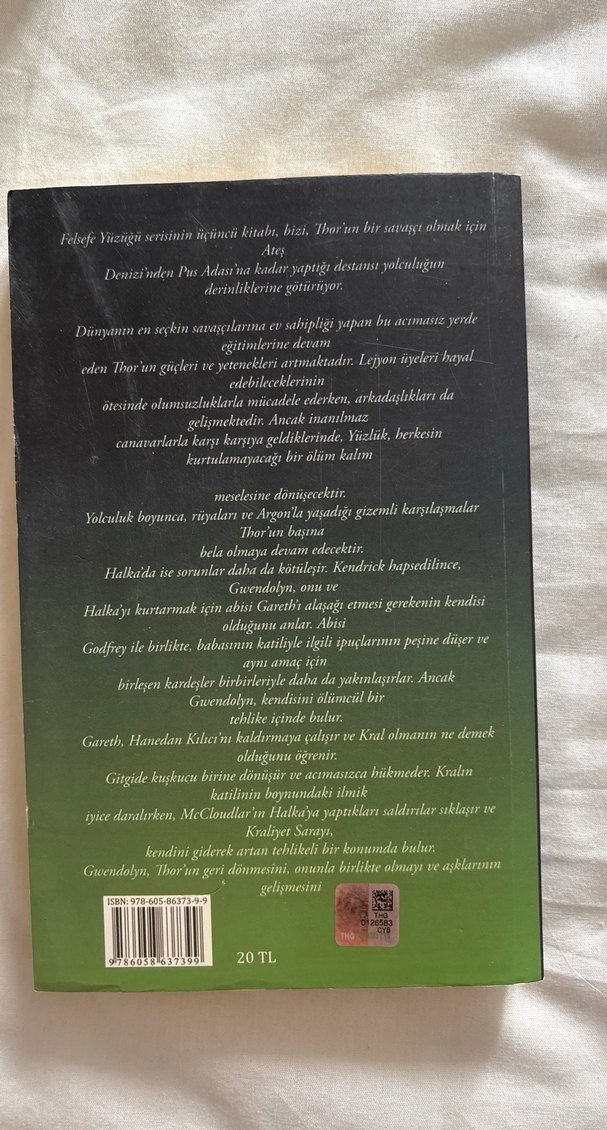 Felsefe Yüzüğü serisinin üçüncü kitabı, bizi, Thor'un bir savaşçı olmak için
Ateş
Denizi'nden Pus Adası'na kadar yaptığı destansı yolculuğun
derinliklerine götürüyor.
Dünyanın en seçkin savaşçılarına ev sahipliği yapan bu acımasız yerde
eğitimlerine devam
eden Thor'un güçleri ve yetenekleri artmaktadır. Lejyon üyeleri hayal
edebileceklerinin
ötesinde olumsuzluklarla mücadele ederken, arkadaşlıkları da
gelişmektedir. Ancak inanılmaz
canavarlarla karşı karşıya geldiklerinde, Yüzlük, herkesin
kurtulamayacağı bir ölüm kalım
meselesine dönüşecektir.
Yolculuk boyunca, rüyaları ve Argon'la yaşadığı gizemli karşılaşmalar
Thor'un başına
bela olmaya devam edecektir.
Halka'da ise sorunlar daha da kötüleşir. Kendrick hapsedilince,
Gwendolyn, onu ve
Halka'yı kurtarmak için abisi Gareth'ı alaşağı etmesi gerekenin kendisi
olduğunu anlar. Abisi
Godfrey ile birlikte, babasının katiliyle ilgili ipuçlarının peşine düşer ve
aynı amaç için
birleşen kardeşler birbirleriyle daha da yakınlaşırlar. Ancak
Gwendolyn, kendisini ölümcül bir
tehlike içinde bulur.
Gareth, Hanedan Kılıcı'nı kaldırmaya çalışır ve Kral olmanın ne demek
olduğunu öğrenir.
Gitgide kuşkucu birine dönüşür ve acımasızca hükmeder. Kralın
katilinin boynundaki ilmik
iyice daralırken, McCloudlar'ın Halka'ya yaptıkları saldırılar sıklaşır ve
Kraliyet Sarayı,
kendini giderek artan tehlikeli bir konumda bulur.
Gwendolyn, Thor'un geri dönmesini, onunla birlikte olmayı ve aşklarının
gelişmesini
ISBN: 978-605-86373-9-9
9 786058 637399
20 TL
THG
0126583
CYB
THG